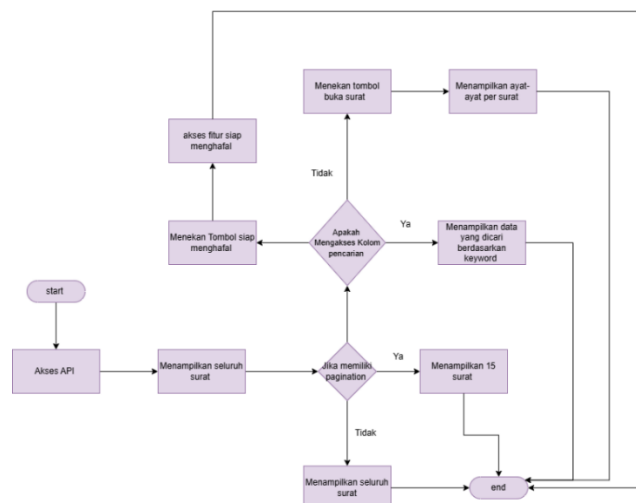 Menekan tombol
buka surat
Menampilkan ayat-
ayat per surat
akses fitur siap
menghafal
Tidak
Menekan Tombol siap
menghafal
Apakah
Mengakses Kolom
pencarian
Ya
Menampilkan data
yang dicari
berdasarkan
keyword
start
Akses API
Menampilkan seluruh
surat
Jika memiliki
pagination
Ya
Menampilkan 15
surat
Tidak
Menampilkan seluruh
surat
end